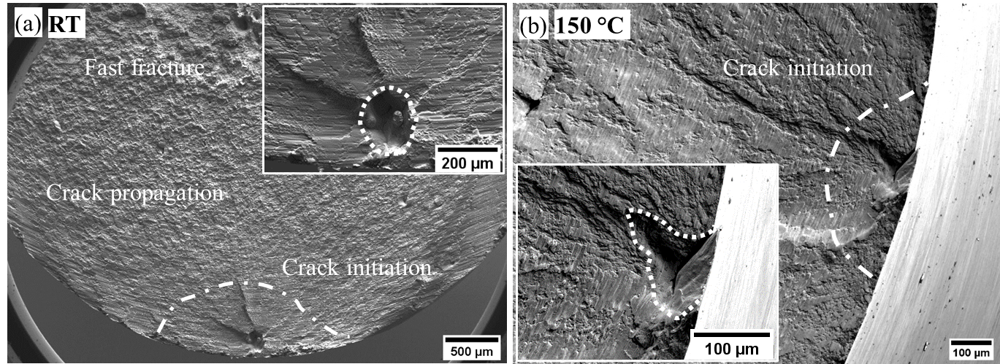 (a) RT
Fast fracture
200 µm
Crack propagation
Crack initiation
500 µm
(b) 150 °C
Crack initiation
100 µm
100 µm